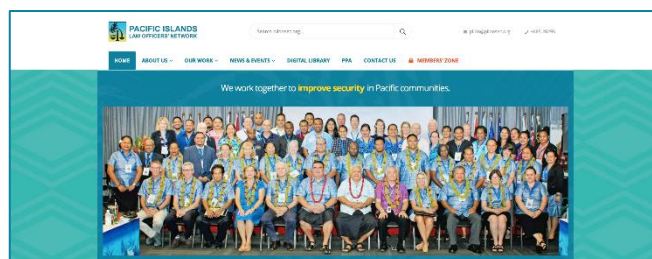 PACIFIC ISLANDS
LAW OFFICERS' NETWORK
HOME ABOUT US OUR WORK NEWS & EVENTS DIGITAL LIBRARY PPA CONTACT US MEMBERS' ZONE
We work together to improve security in Pacific communities.